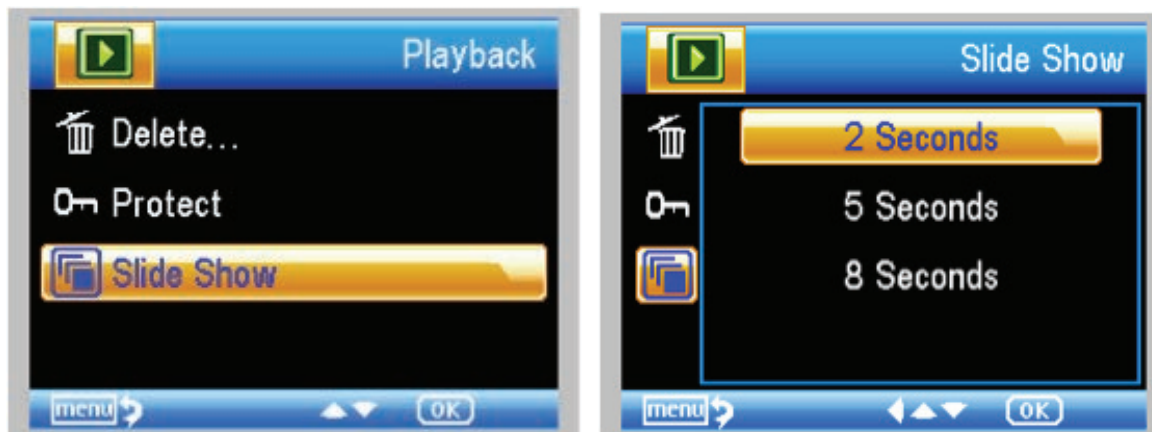 Playback
Delete...
Protect
Slide Show
menu OK
Slide Show
2 Seconds
5 Seconds
8 Seconds
menu OK